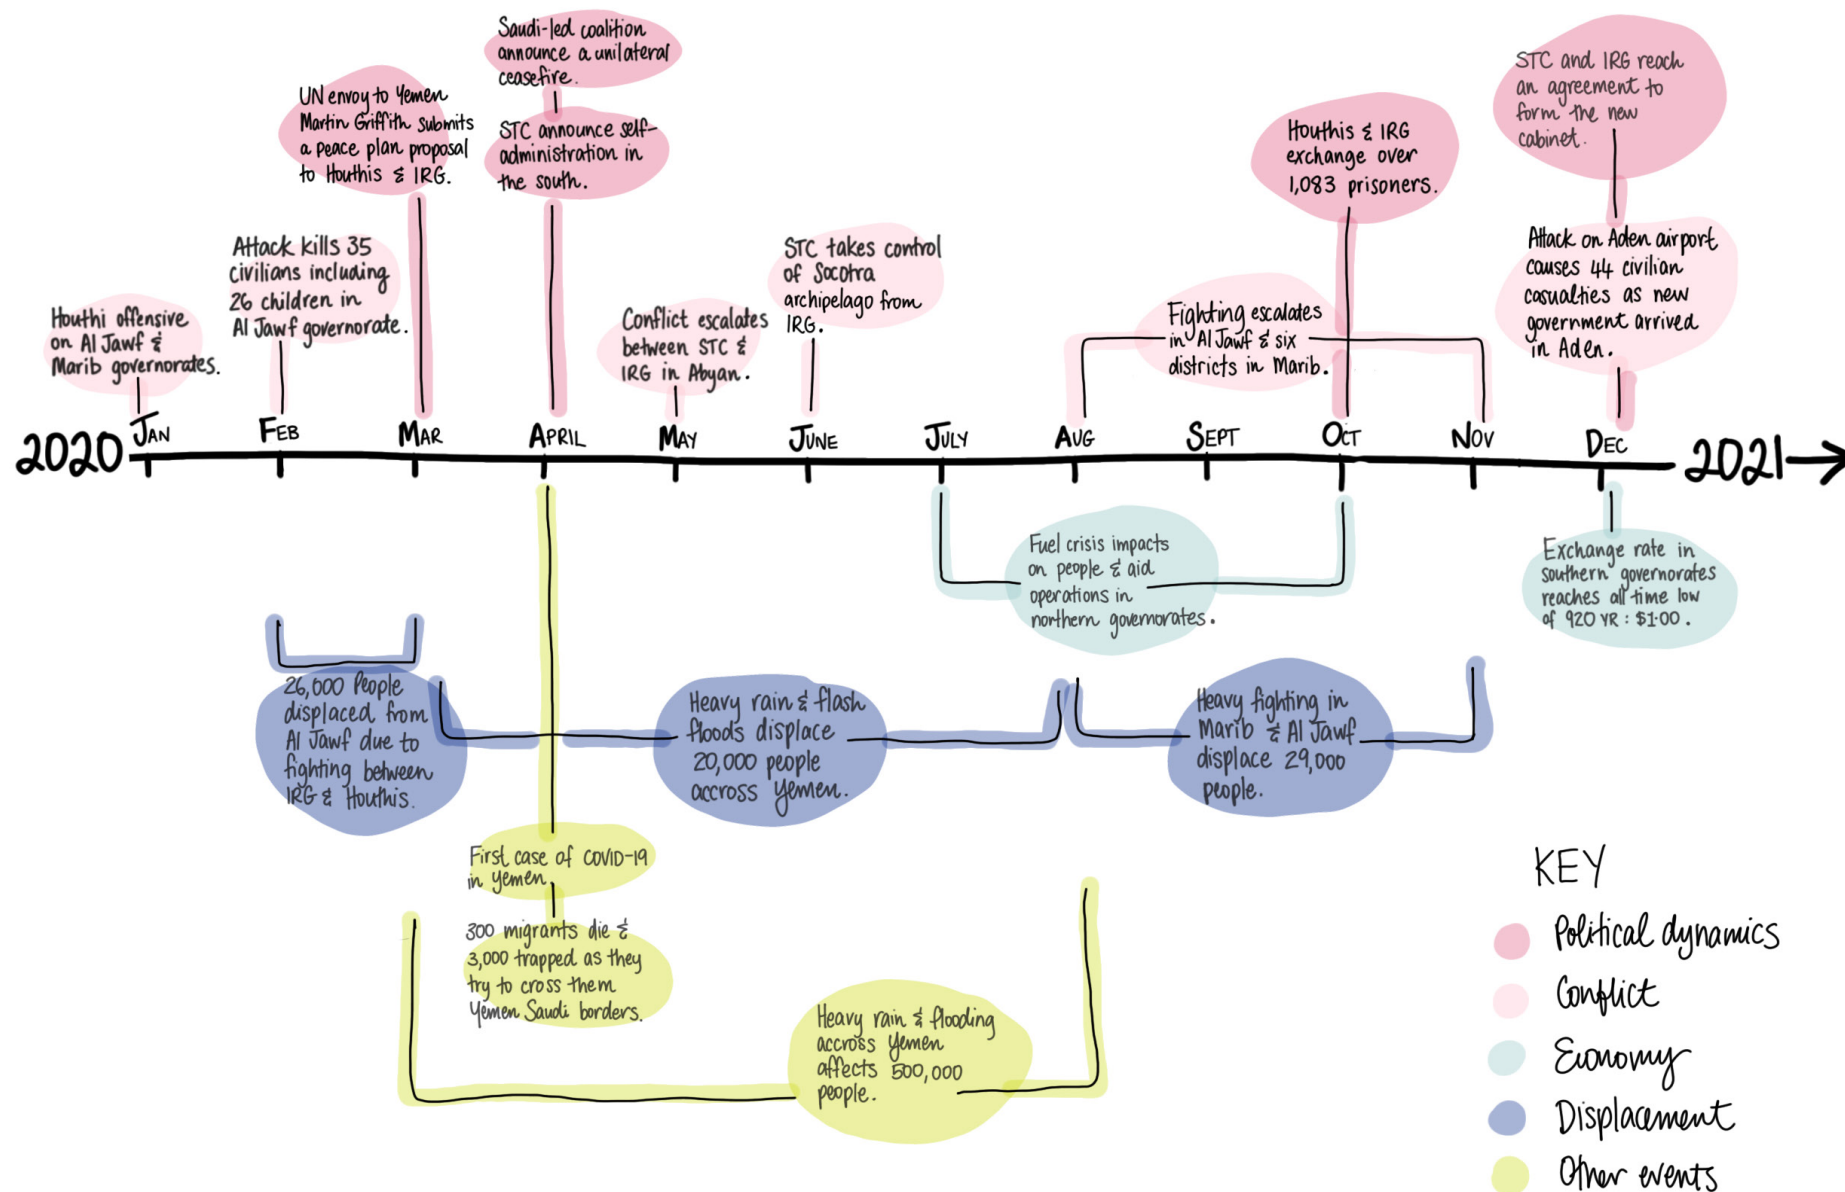 Saudi-led coalition
announce a unilateral
ceasefire.
STC announce self-
administration in
the south.
UN envoy to Yemen
Martin Griffith submits
a peace plan proposal
to Houthis & IRG.
Attack kills 35
civilians including
26 children in
Al Jawf governorate.
Houthi offensive
on Al Jawf &
Marib governorates.
Conflict escalates
between STC &
IRG in Abyan.
STC takes control
of Socotra
archipelago from
IRG.
Fighting escalates
in Al Jawf & six
districts in Marib.
Houthis & IRG
exchange over
1,083 prisoners.
STC and IRG reach
an agreement to
form the new
cabinet.
Attack on Aden airport
causes 44 civilian
casualties as new
government arrived
in Aden.
2020 JAN FEB MAR APRIL MAY JUNE JULY AUG SEPT OCT NOV DEC 2021
Fuel crisis impacts
on people & aid
operations in
northern governorates.
Exchange rate in
southern governorates
reaches all time low
of 920 YR : $1.00.
26,000 People
displaced from
Al Jawf due to
fighting between
IRG & Houthis.
Heavy rain & flash
floods displace
20,000 people
accross Yemen.
Heavy fighting in
Marib & Al Jawf
displace 29,000
people.
First case of COVID-19
in Yemen.
300 migrants die &
3,000 trapped as they
try to cross them
Yemen Saudi borders.
Heavy rain & flooding
accross Yemen
affects 500,000
people.
KEY
Political dynamics
Conflict
Economy
Displacement
Other events